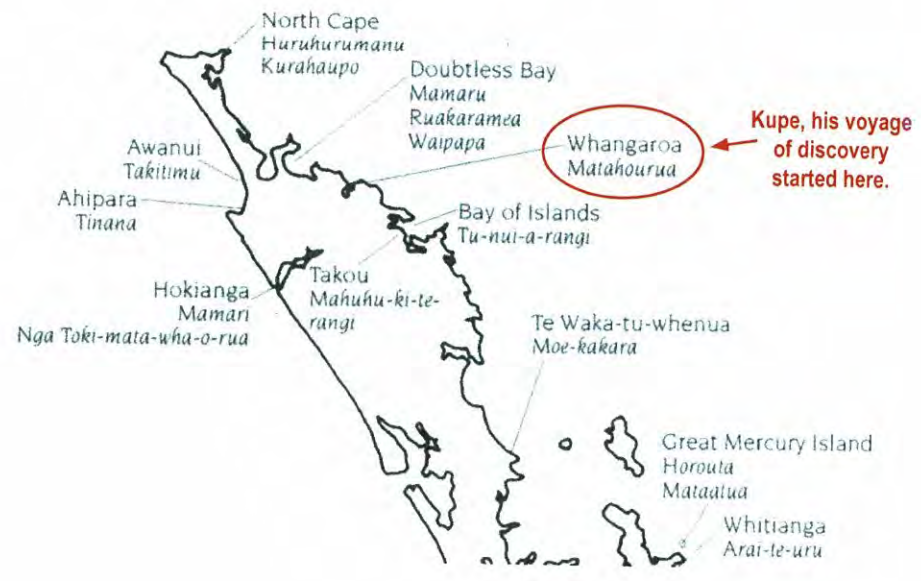 North Cape
Huruhurumanu
Kurahaupo
Doubtless Bay
Mamaru
Ruakaramea
Waipapa
Whangaroa
Matahourua
Kupe, his voyage
of discovery
started here.
Awanui
Takitimu
Ahipara
Tinana
Bay of Islands
Tu-nui-a-rangi
Takou
Mahuhu-ki-te-
rangi
Hokianga
Mamari
Nga Toki-mata-wha-o-rua
Te Waka-tu-whenua
Moe-kakara
Great Mercury Island
Horouta
Mataatua
Whitianga
Arai-te-uru